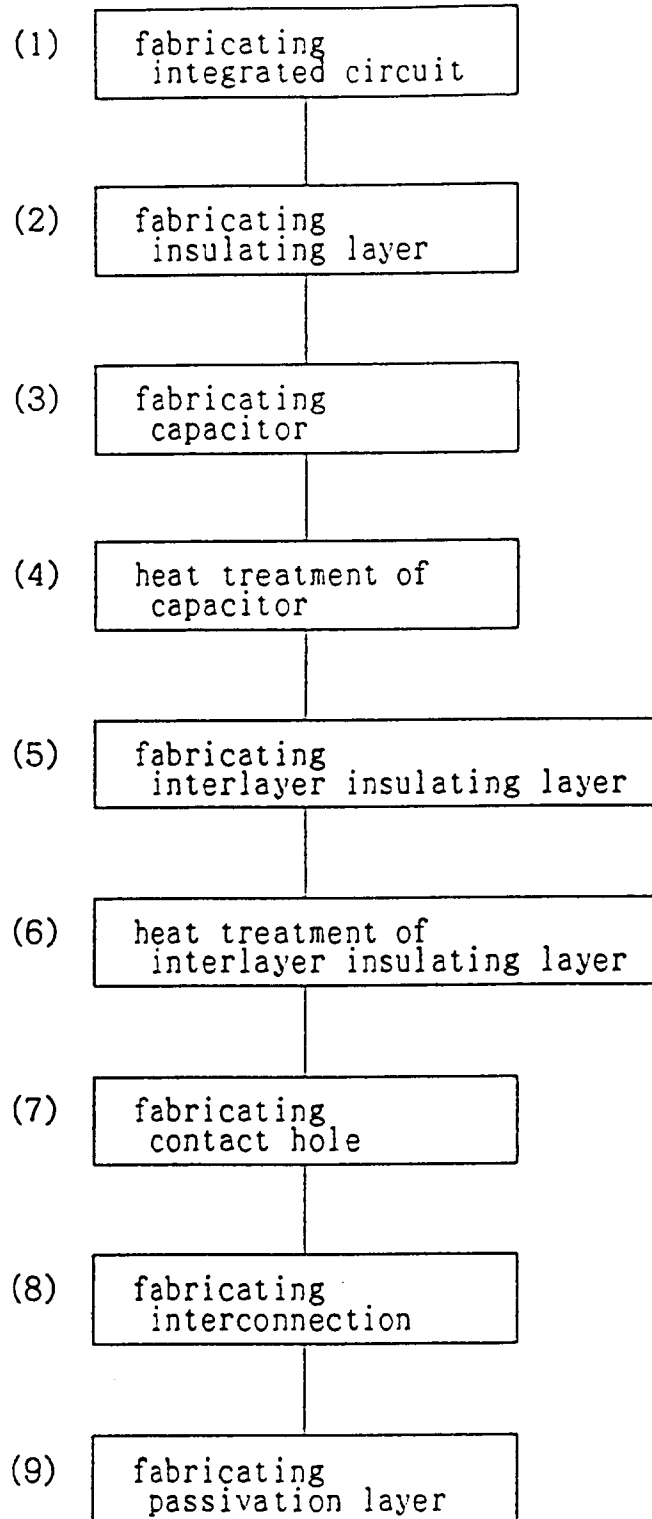 (1) fabricating
integrated circuit
(2) fabricating
insulating layer
(3) fabricating
capacitor
(4) heat treatment of
capacitor
(5) fabricating
interlayer insulating layer
(6) heat treatment of
interlayer insulating layer
(7) fabricating
contact hole
(8) fabricating
interconnection
(9) fabricating
passivation layer